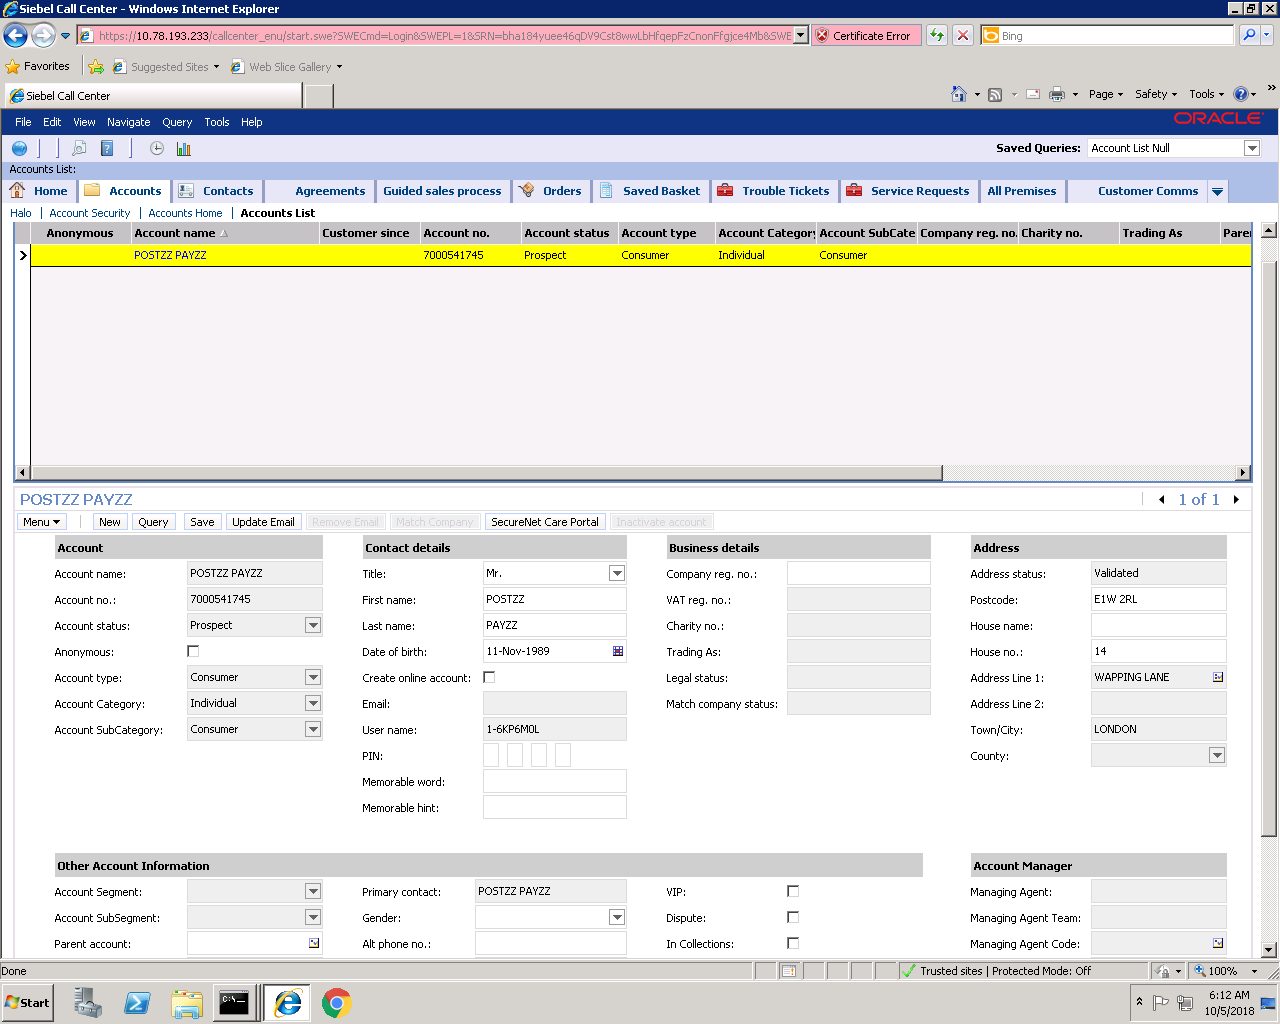 Siebel Call Center - Windows Internet Explorer
https://10.78.193.233/callcenter_enu/start.swe?SWECmd=Login&SWEPL=1&SRN=
Certificate Error
Bing
Favorites Suggested Sites Web Slice Gallery
Siebel Call Center
Page Safety Tools
File Edit View Navigate Query Tools Help
ORACLE
Saved Queries: Account List Null
Accounts List:
Home Accounts Contacts Agreements Guided sales process Orders Saved Basket Trouble Tickets Service Requests All Premises Customer Comms
Halo | Account Security | Accounts Home | Accounts List
Anonymous Account name Customer since Account no. Account status Account type Account Category Account SubCate Company reg. no. Charity no. Trading As Pare
POSTZZ PAYZZ 7000541745 Prospect Consumer Individual Consumer
POSTZZ PAYZZ
1 of 1
Menu New Query Save Update Email Remove Email Match Company SecureNet Care Portal Inactivate account
Account Contact details Business details Address
Account name: POSTZZ PAYZZ Title: Mr. Company reg. no.: Address status: Validated
Account no.: 7000541745 First name: POSTZZ VAT reg. no.: Postcode: E1W 2RL
Account status: Prospect Last name: PAYZZ Charity no.: House name:
Anonymous: Date of birth: 11-Nov-1989 Trading As: House no.: 14
Account type: Consumer Create online account: Legal status: Address Line 1: WAPPING LANE
Account Category: Individual Email: Match company status: Address Line 2:
Account SubCategory: Consumer User name: 1-6KP6M0L Town/City: LONDON
PIN: County:
Memorable word:
Memorable hint:
Other Account Information Account Manager
Account Segment: Primary contact: POSTZZ PAYZZ VIP: Managing Agent:
Account SubSegment: Gender: Dispute: Managing Agent Team:
Parent account: Alt phone no.: In Collections: Managing Agent Code:
Done Trusted sites | Protected Mode: Off 100%
Start 6:12 AM
10/5/2018